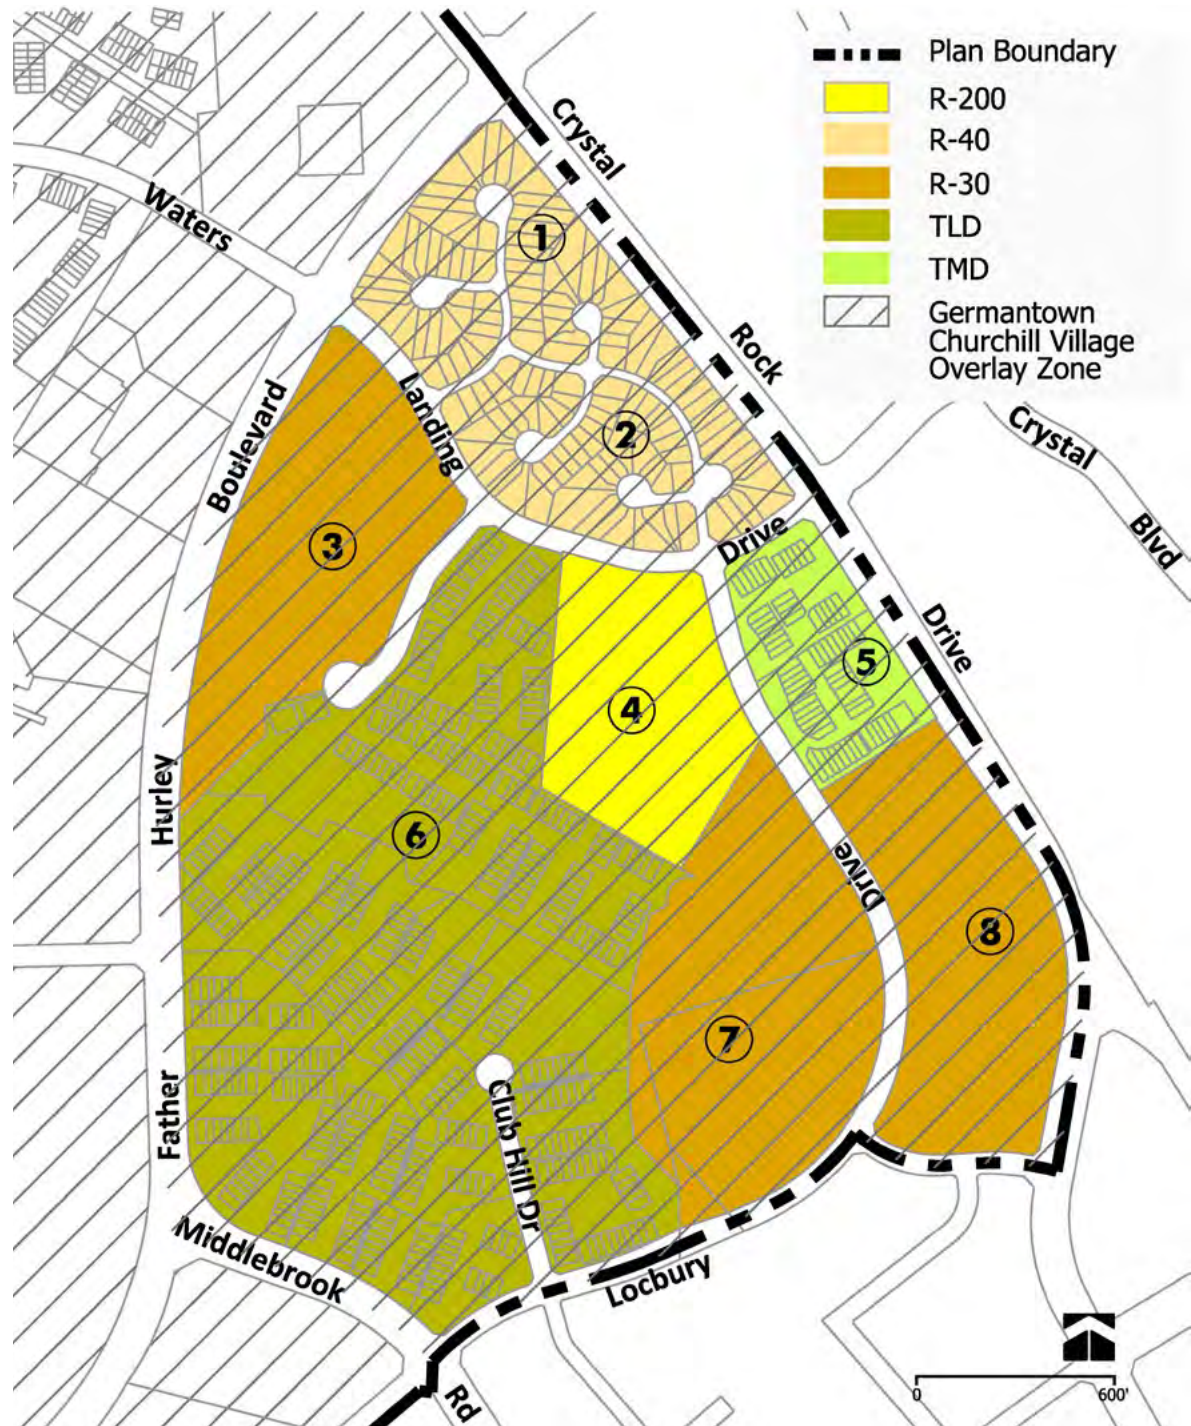 Plan Boundary
R-200
R-40
R-30
TLD
TMD
Germantown
Churchill Village
Overlay Zone
Crystal
Rock
Drive
Crystal
Blvd
Waters
Landing
Drive
Drive
Father
Hurley
Boulevard
Middlebrook
Rd
Club Hill Dr
Locbury
1
2
3
4
5
6
7
8
0
600'